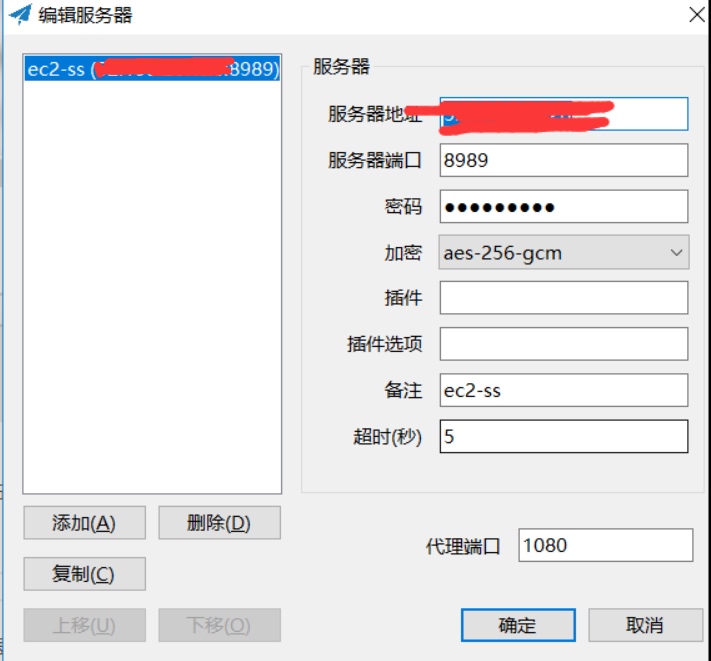 编辑服务器
ec2-ss (8989)
服务器
服务器地址
服务器端口 8989
密码 ●●●●●●●●●
加密 aes-256-gcm
插件
插件选项
备注 ec2-ss
超时(秒) 5
添加(A) 删除(D)
代理端口 1080
复制(C)
上移(U) 下移(O)
确定 取消